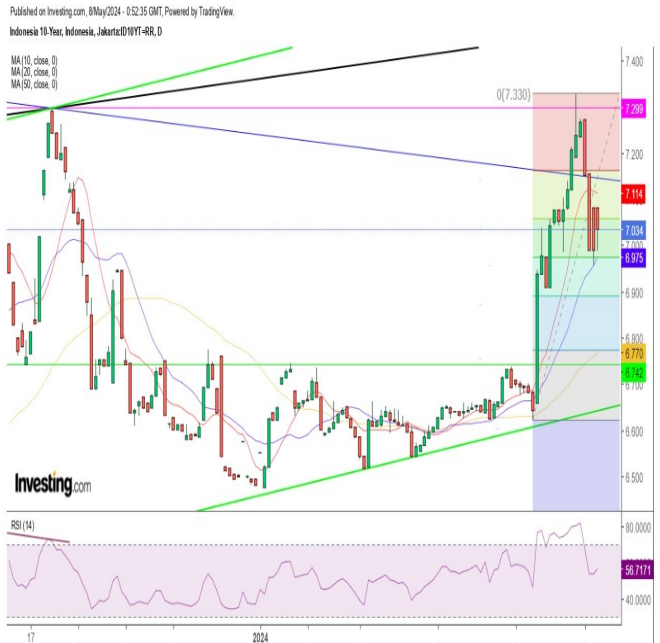 Published on Investing.com, 8/May/2024 - 0:52:35 GMT, Powered by TradingView.
Indonesia 10-Year, Indonesia, Jakarta:ID10YT=RR, D
MA (10, close, 0)
MA (20, close, 0)
MA (50, close, 0)
0(7.330)
7.400
7.299
7.200
7.114
7.034
7.000
6.975
6.900
6.800
6.770
6.742
6.700
6.600
6.500
Investing.com
RSI (14)
80.0000
56.7171
40.0000
17
2024